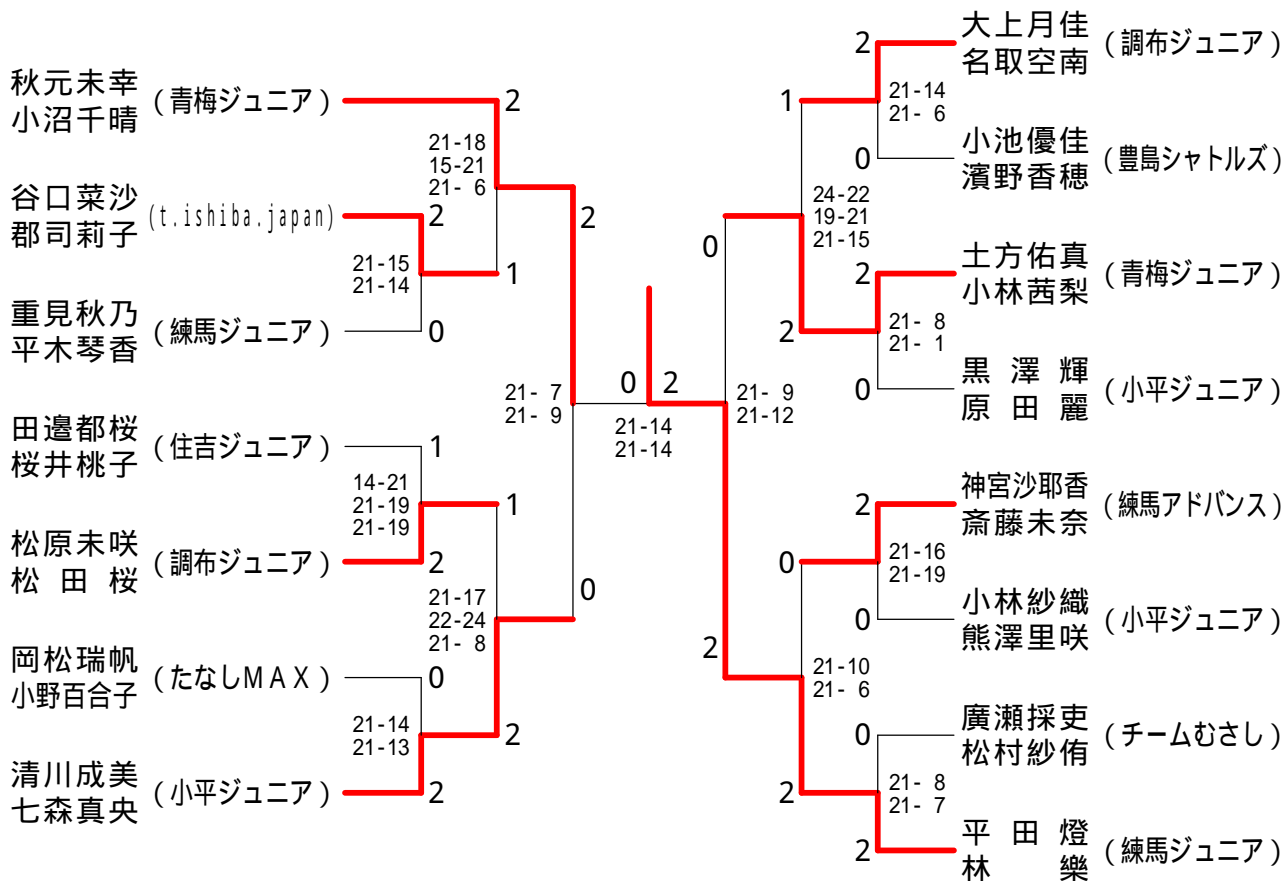 秋元未幸
小沼千晴
(青梅ジュニア)
2
21-18
15-21
21- 6
谷口菜沙
郡司莉子
(t.ishiba.japan)
2
21-15
21-14
1
重見秋乃
平木琴香
(練馬ジュニア)
0
2
21- 7
21- 9
田邉都桜
桜井桃子
(住吉ジュニア)
1
14-21
21-19
21-19
1
松原未咲
松田桜
(調布ジュニア)
2
21-17
22-24
21- 8
0
岡松瑞帆
小野百合子
(たなしMAX)
0
21-14
21-13
2
清川成美
七森真央
(小平ジュニア)
2
0
2
21-14
21-14
大上月佳
名取空南
(調布ジュニア)
2
21-14
21- 6
1
小池優佳
濱野香穂
(豊島シャトルズ)
0
24-22
19-21
21-15
0
土方佑真
小林茜梨
(青梅ジュニア)
2
21- 8
21- 1
2
黒澤輝
原田麗
(小平ジュニア)
0
21- 9
21-12
神宮沙耶香
斎藤未奈
(練馬アドバンス)
2
21-16
21-19
0
小林紗織
熊澤里咲
(小平ジュニア)
0
2
21-10
21- 6
廣瀬採吏
松村紗侑
(チームむさし)
0
21- 8
21- 7
2
平田燈
林樂
(練馬ジュニア)
2